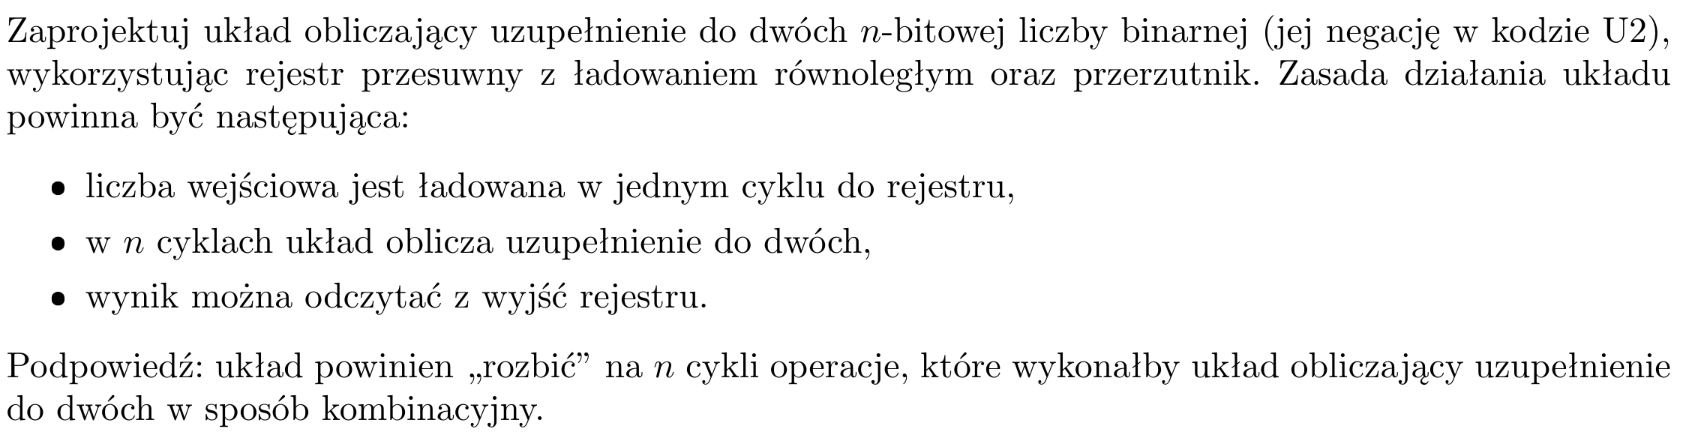 Zaprojektuj układ obliczający uzupełnienie do dwóch n-bitowej liczby binarnej (jej negację w kodzie U2),
wykorzystując rejestr przesuwny z ładowaniem równoległym oraz przerzutnik. Zasada działania układu
powinna być następująca:
• liczba wejściowa jest ładowana w jednym cyklu do rejestru,
• w n cyklach układ oblicza uzupełnienie do dwóch,
• wynik można odczytać z wyjść rejestru.
Podpowiedź: układ powinien „rozbić” na n cykli operacje, które wykonałby układ obliczający uzupełnienie
do dwóch w sposób kombinacyjny.